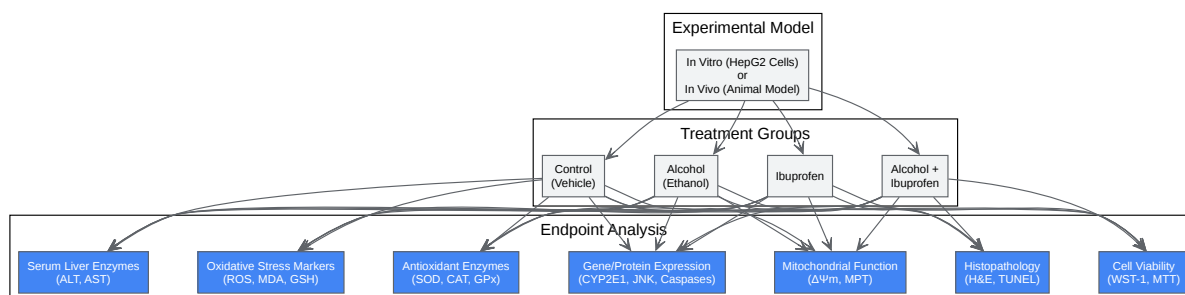 Experimental Model
In Vitro (HepG2 Cells)
or
In Vivo (Animal Model)
Treatment Groups
Control
(Vehicle)
Alcohol
(Ethanol)
Ibuprofen
Alcohol +
Ibuprofen
Endpoint Analysis
Serum Liver Enzymes
(ALT, AST)
Oxidative Stress Markers
(ROS, MDA, GSH)
Antioxidant Enzymes
(SOD, CAT, GPx)
Gene/Protein Expression
(CYP2E1, JNK, Caspases)
Mitochondrial Function
(ΔΨm, MPT)
Histopathology
(H&E, TUNEL)
Cell Viability
(WST-1, MTT)